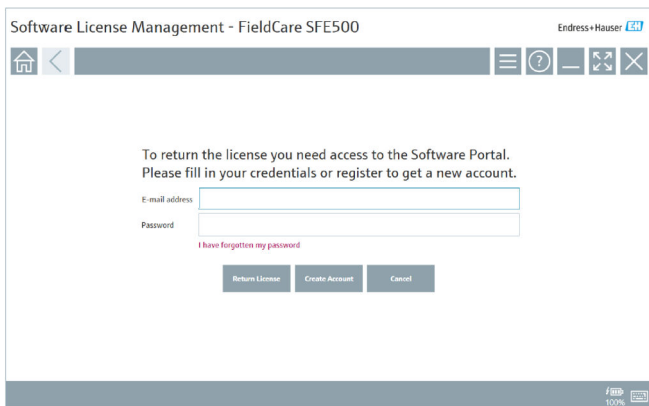 Software License Management - FieldCare SFE500
Endress+Hauser EH
To return the license you need access to the Software Portal.
Please fill in your credentials or register to get a new account.
E-mail address
Password
I have forgotten my password
Return License Create Account Cancel
100%